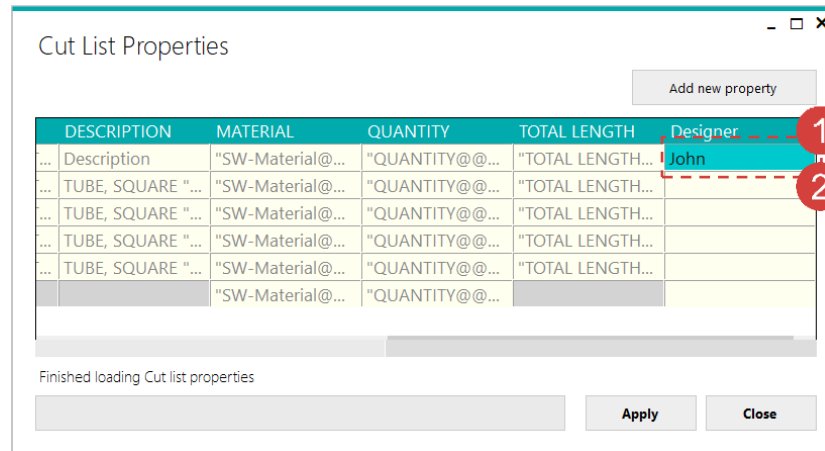 Cut List Properties
Add new property
DESCRIPTION MATERIAL QUANTITY TOTAL LENGTH Designer
1
... Description "SW-Material@... "QUANTITY@@... "TOTAL LENGTH... John
2
... TUBE, SQUARE "... "SW-Material@... "QUANTITY@@... "TOTAL LENGTH...
... TUBE, SQUARE "... "SW-Material@... "QUANTITY@@... "TOTAL LENGTH...
... TUBE, SQUARE "... "SW-Material@... "QUANTITY@@... "TOTAL LENGTH...
... TUBE, SQUARE "... "SW-Material@... "QUANTITY@@... "TOTAL LENGTH...
"SW-Material@... "QUANTITY@@...
Finished loading Cut list properties
Apply Close